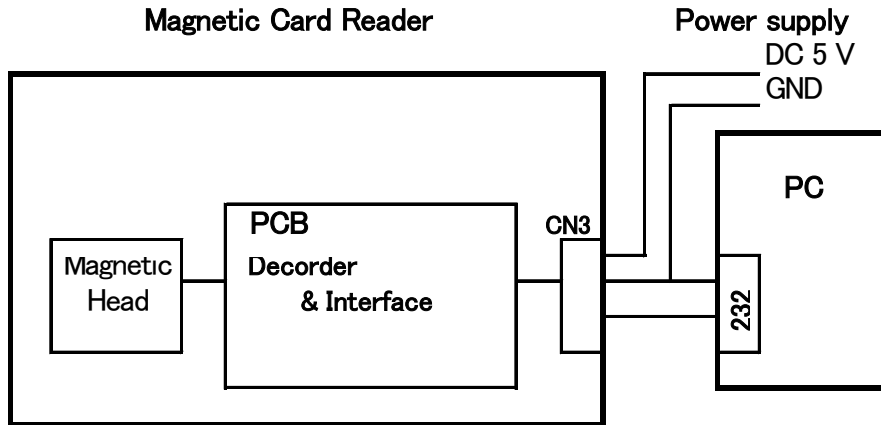 Magnetic Card Reader
Power supply
DC 5 V
GND
PC
PCB
CN3
Magnetic
Head
Decorder
& Interface
232